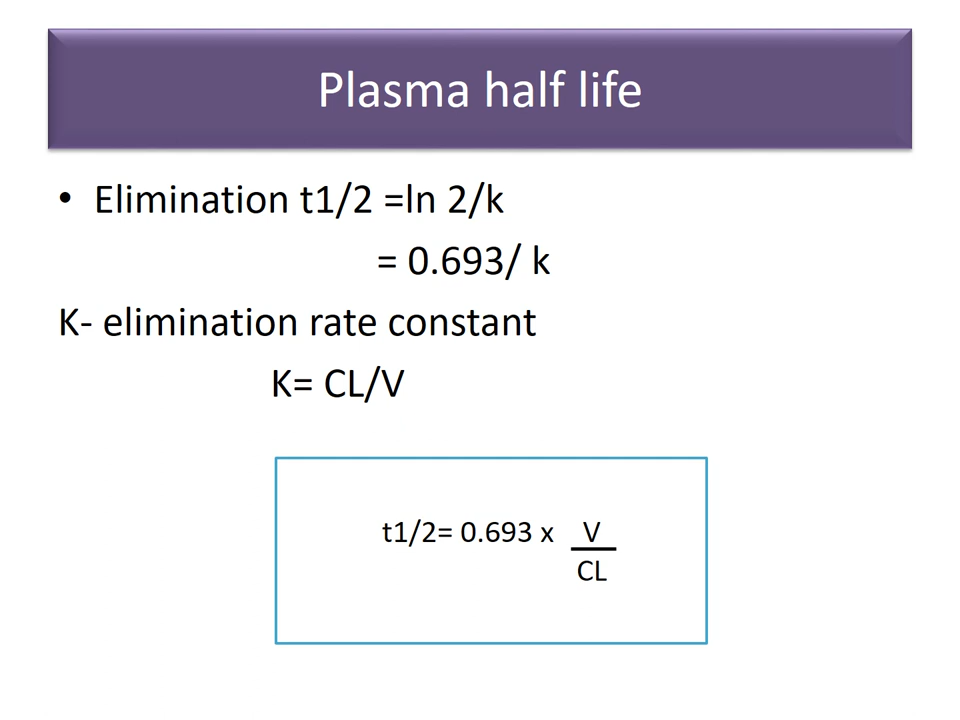 Plasma half life
• Elimination t1/2 =ln 2/k
= 0.693/ k
K- elimination rate constant
K= CL/V
t1/2= 0.693 x V
CL